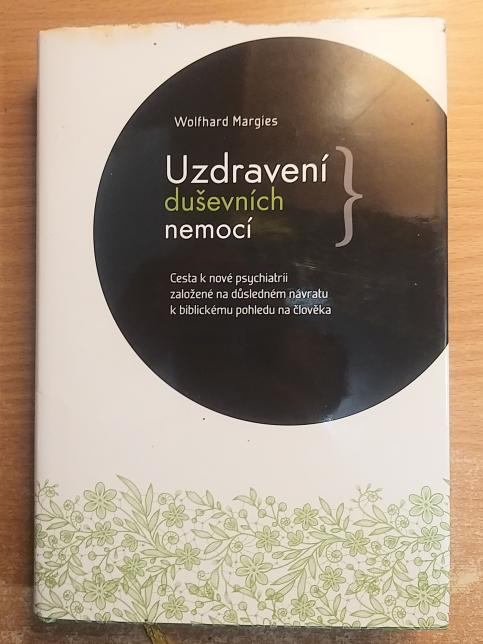 Wolfhard Margies
Uzdravení
duševních
nemocí
Cesta k nové psychiatrii
založené na důsledném návratu
k biblickému pohledu na člověka